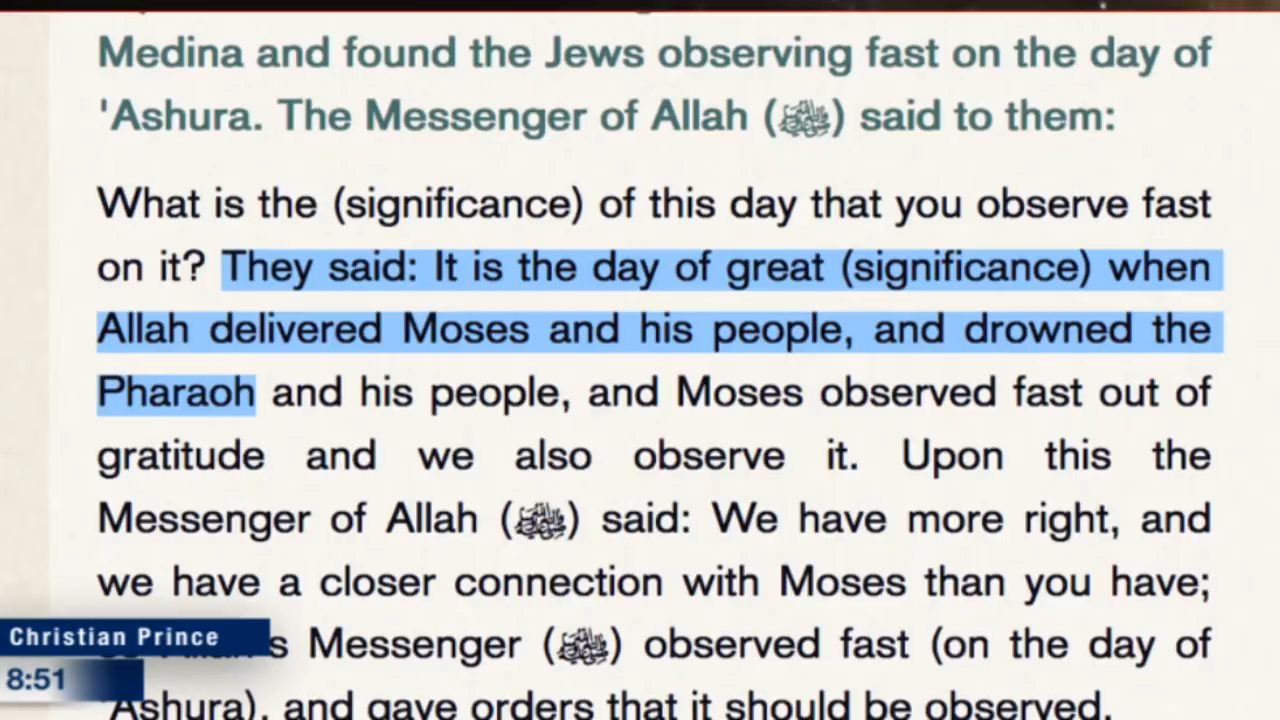 Medina and found the Jews observing fast on the day of
'Ashura. The Messenger of Allah (ﷺ) said to them:
What is the (significance) of this day that you observe fast
on it? They said: It is the day of great (significance) when
Allah delivered Moses and his people, and drowned the
Pharaoh and his people, and Moses observed fast out of
gratitude and we also observe it. Upon this the
Messenger of Allah (ﷺ) said: We have more right, and
we have a closer connection with Moses than you have;
s Messenger (ﷺ) observed fast (on the day of
Ashura), and gave orders that it should be observed.
Christian Prince
8:51